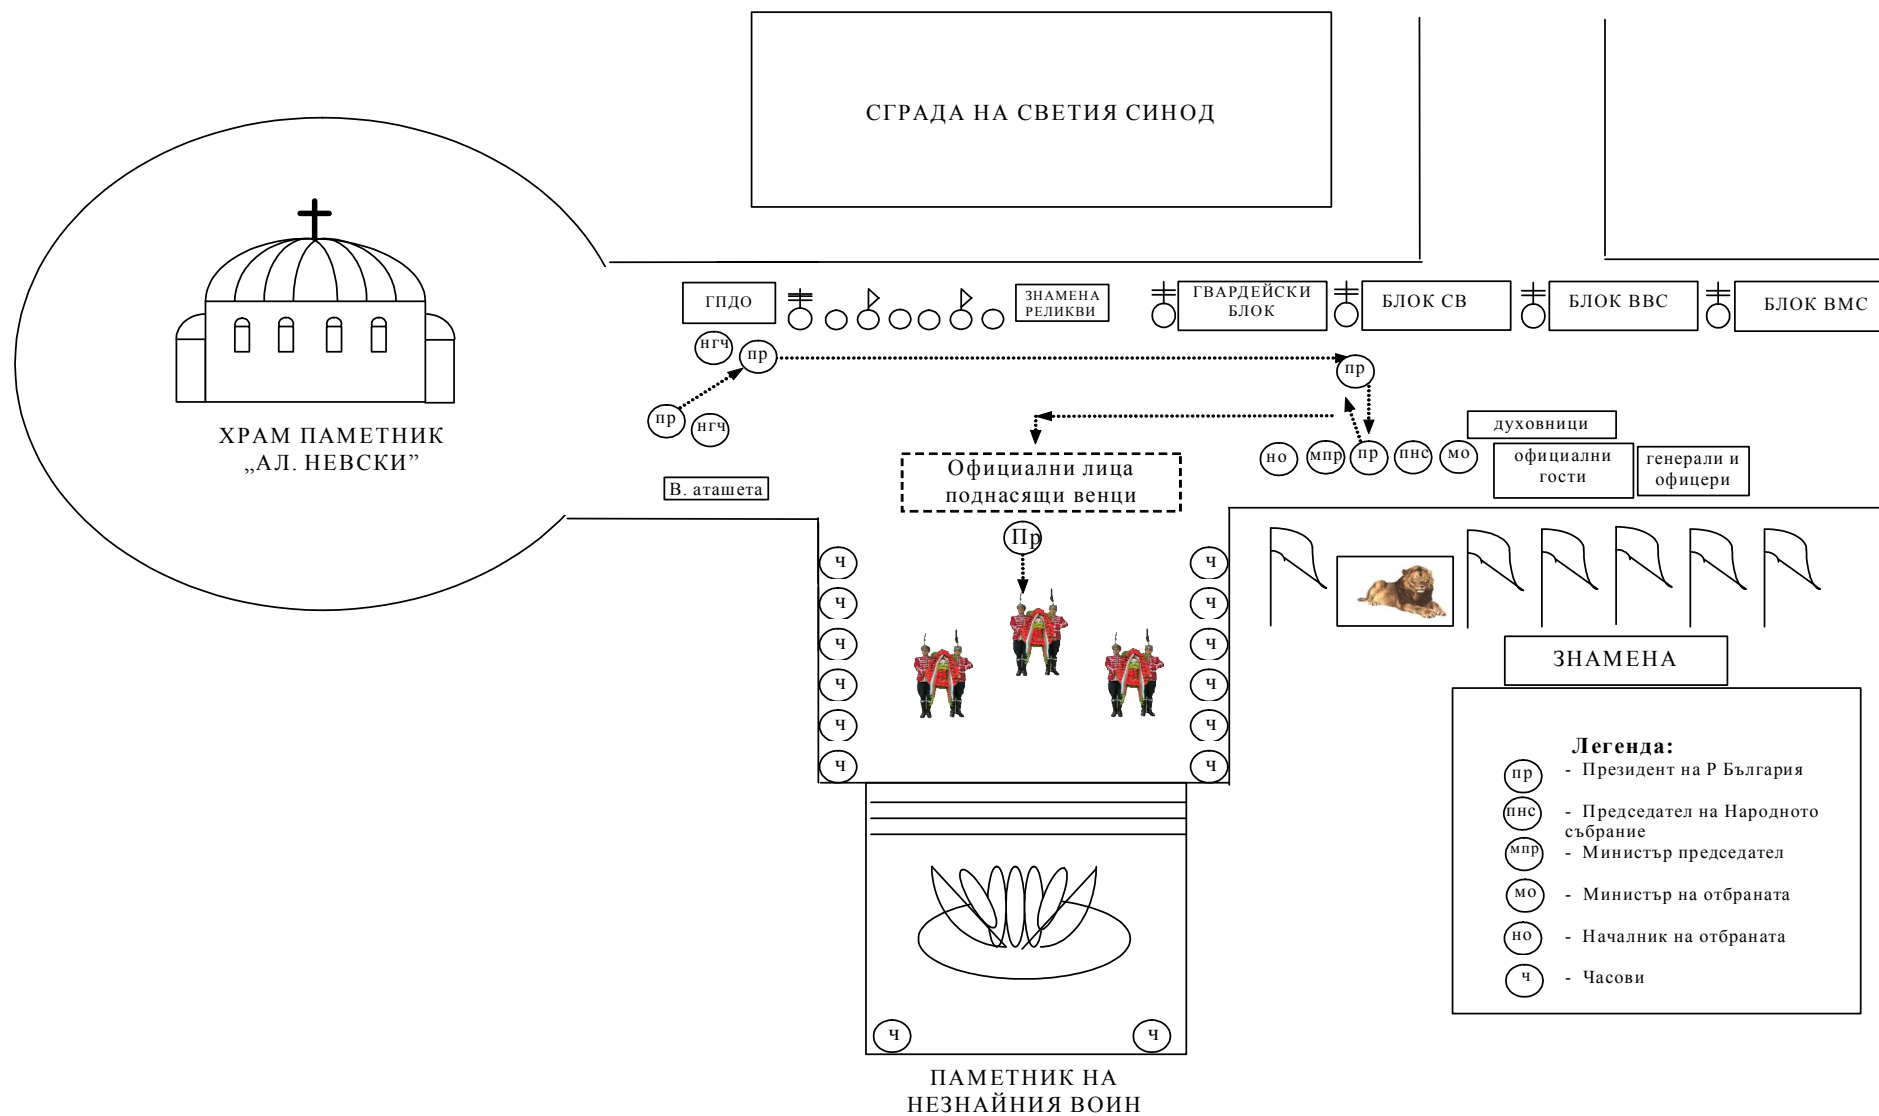 СГРАДА НА СВЕТИЯ СИНОД
ХРАМ ПАМЕТНИК
„АЛ. НЕВСКИ”
ГПДО
ЗНАМЕНА
РЕЛИКВИ
ГВАРДЕЙСКИ
БЛОК
БЛОК СВ
БЛОК ВВС
БЛОК ВМС
нгч
пр
пр
пр
нгч
В. аташета
Официални лица
поднасящи венци
но
мпр
пр
пнс
мо
духовници
официални
гости
генерали и
офицери
Пр
ч
ч
ч
ч
ч
ч
ч
ч
ч
ч
ч
ч
ЗНАМЕНА
Легенда:
пр - Президент на Р България
пнс - Председател на Народното
събрание
мпр - Министър председател
мо - Министър на отбраната
но - Началник на отбраната
ч - Часови
ч
ч
ПАМЕТНИК НА
НЕЗНАЙНИЯ ВОИН